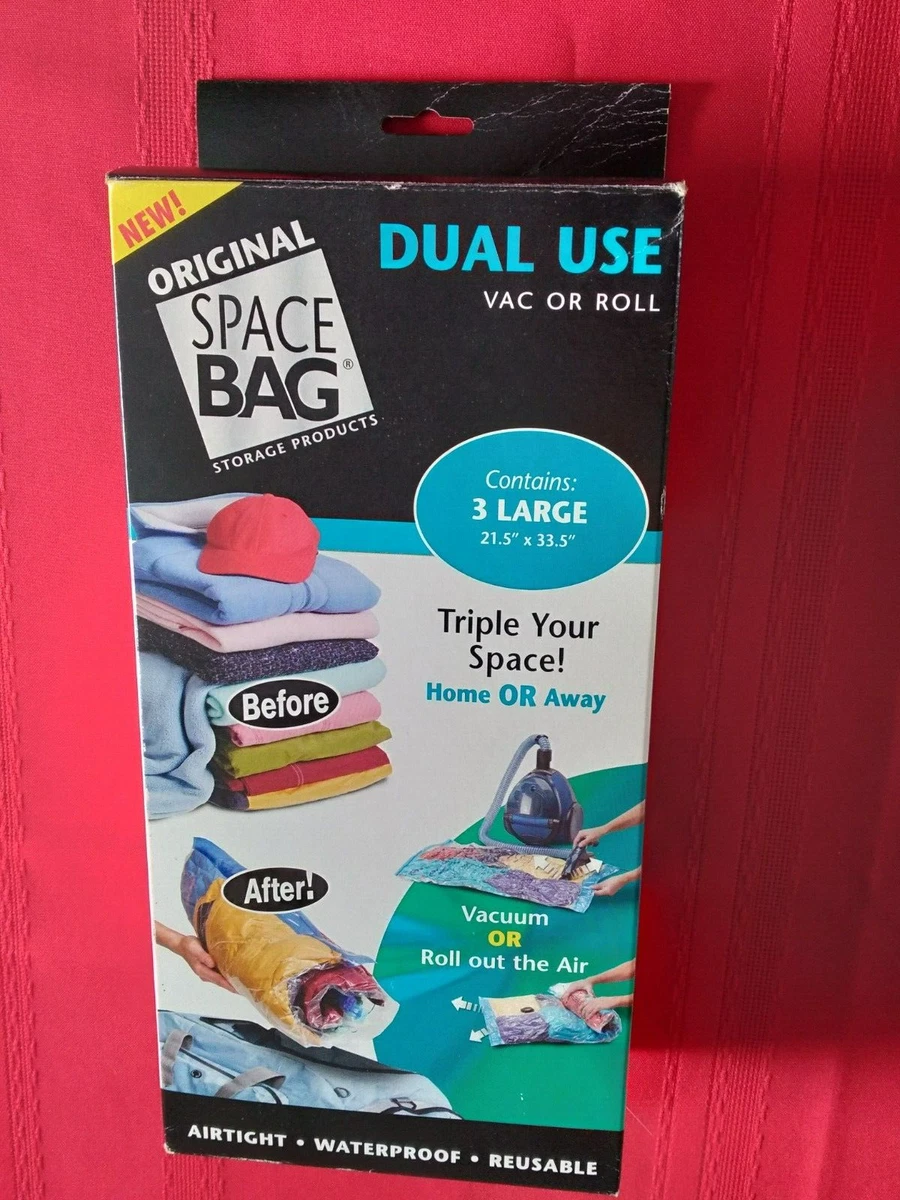 NEW!
ORIGINAL
SPACE
BAG®
STORAGE PRODUCTS
DUAL USE
VAC OR ROLL
Contains:
3 LARGE
21.5" x 33.5"
Triple Your
Space!
Home OR Away
Before
After!
Vacuum
OR
Roll out the Air
AIRTIGHT • WATERPROOF • REUSABLE